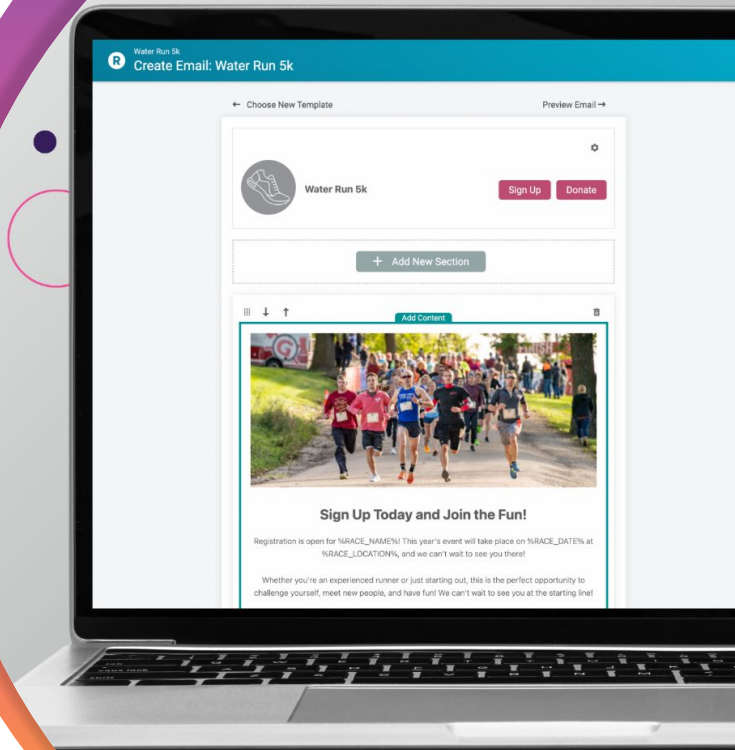 R
Water Run 5k
Create Email: Water Run 5k
← Choose New Template
Preview Email →
Water Run 5k
Sign Up
Donate
+ Add New Section
Add Content
Sign Up Today and Join the Fun!
Registration is open for %RACE_NAME%! This year's event will take place on %RACE_DATE% at
%RACE_LOCATION%, and we can't wait to see you there!
Whether you're an experienced runner or just starting out, this is the perfect opportunity to
challenge yourself, meet new people, and have fun! We can't wait to see you at the starting line!